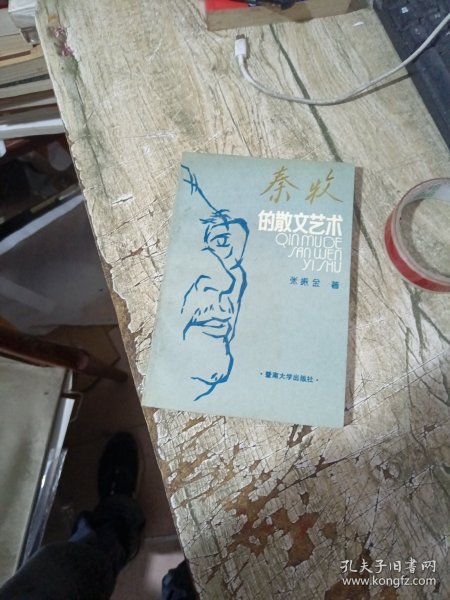 秦牧
的散文艺术
QIN MU DE
SAN WEN
YI SHU
张振金 著
·暨南大学出版社·
孔夫子旧书网
www.kongfz.com